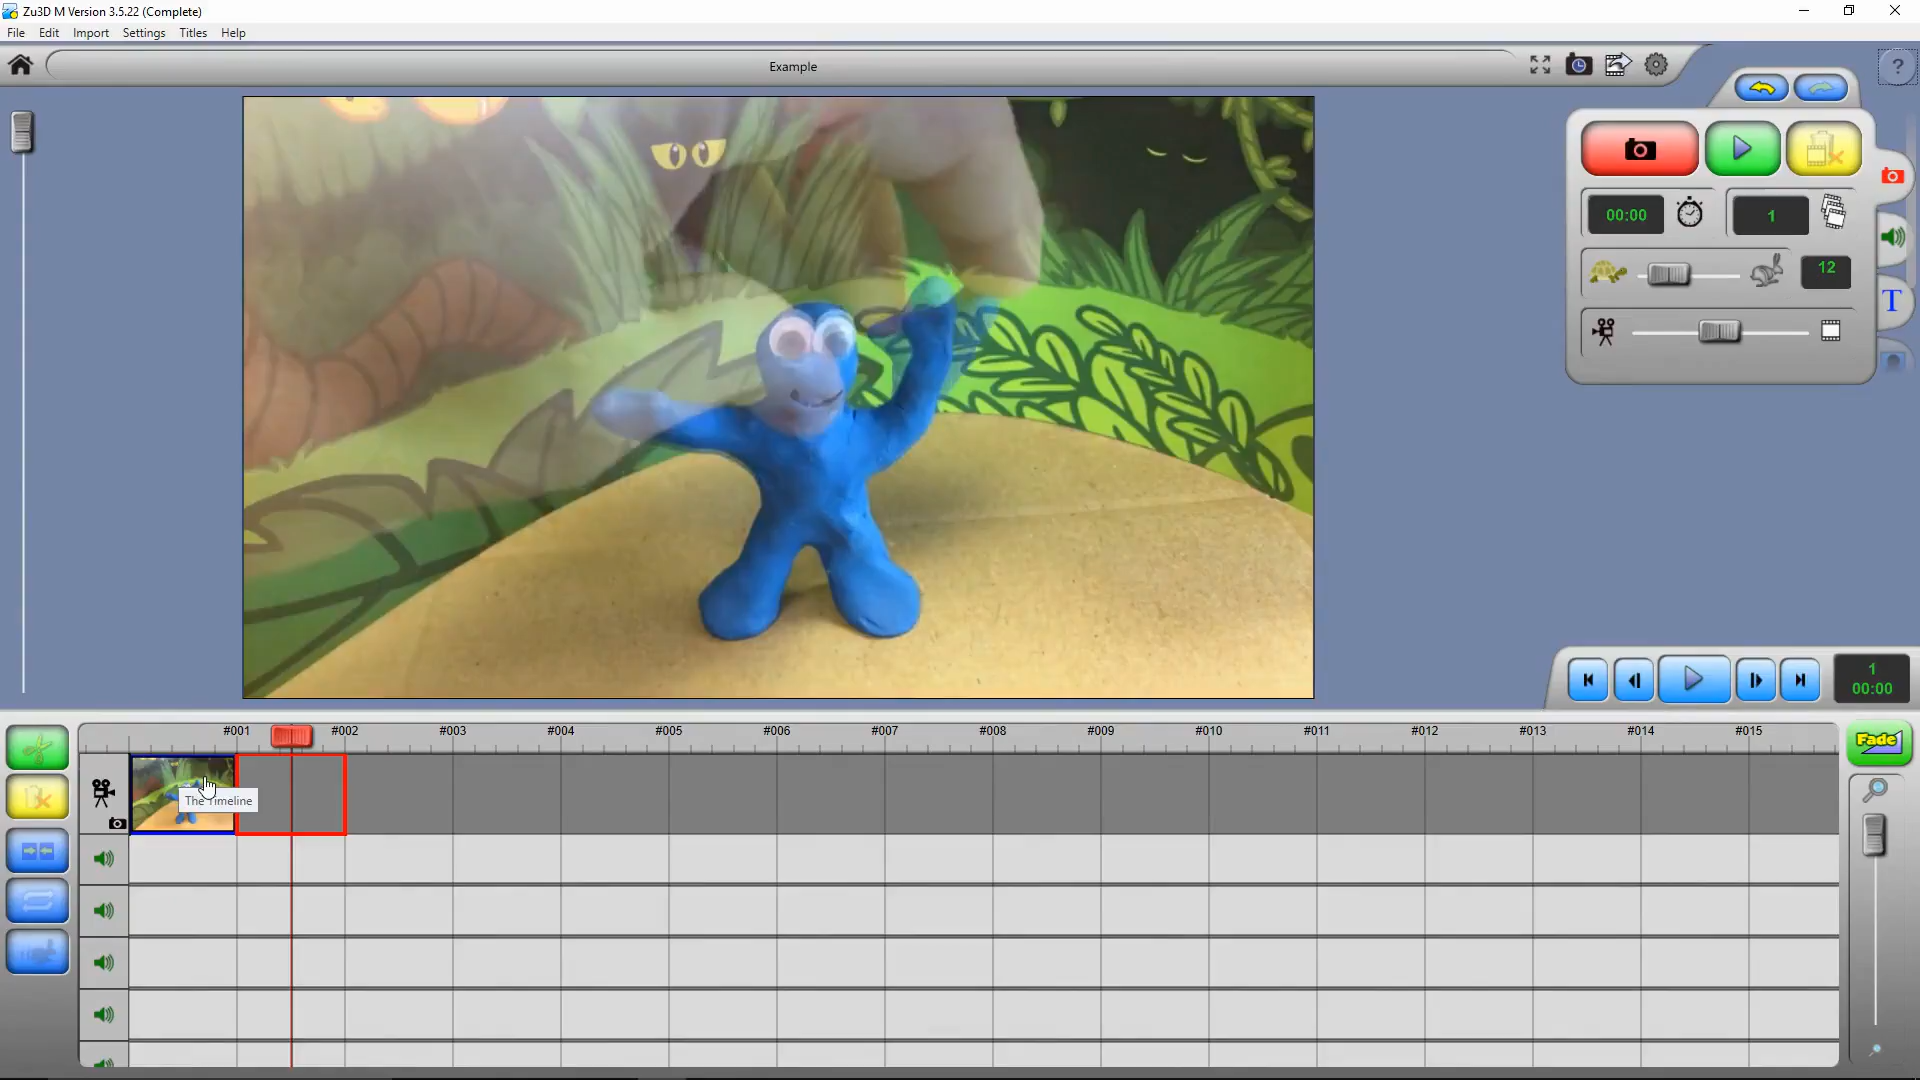 Zu3D M Version 3.5.22 (Complete)
File Edit Import Settings Titles Help
Example
?
00:00 1
12
T
1
00:00
#001 #002 #003 #004 #005 #006 #007 #008 #009 #010 #011 #012 #013 #014 #015
Fade
The Timeline